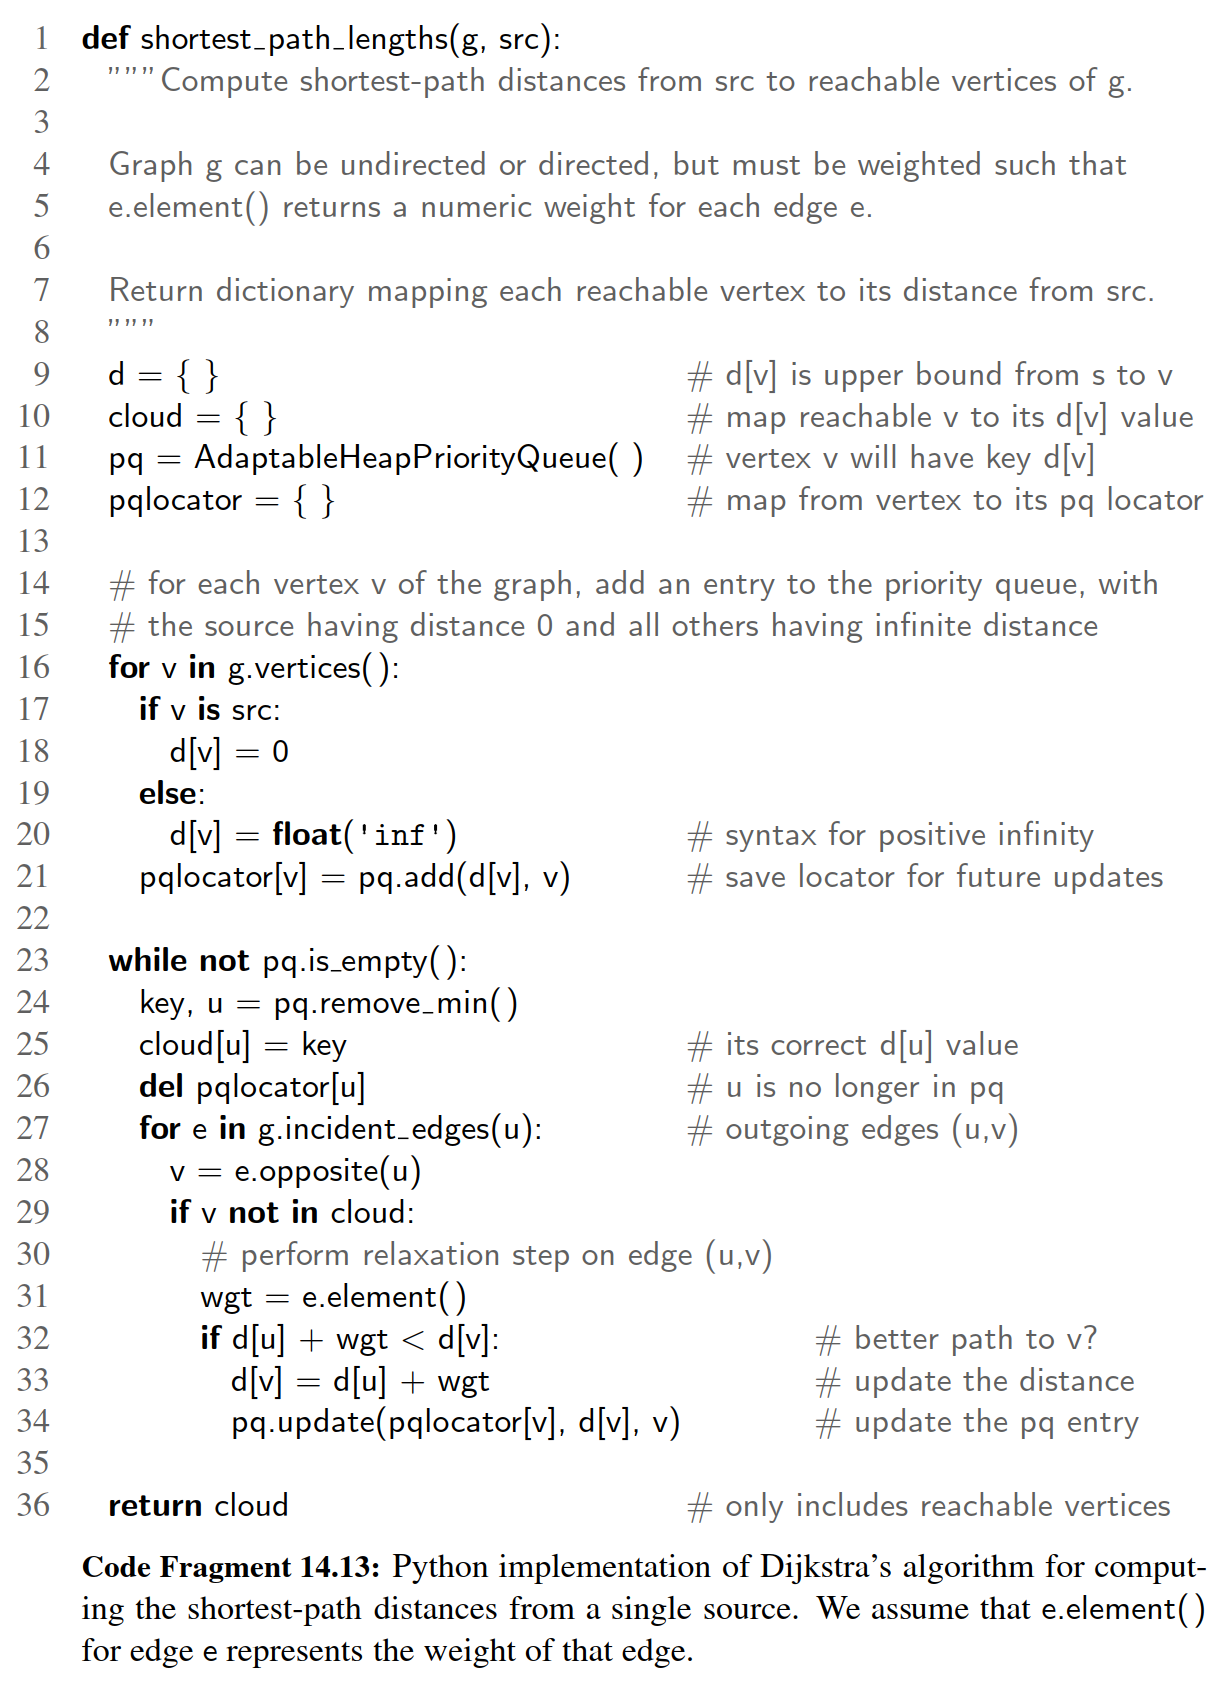 1 def shortest_path_lengths(g, src):
2 """Compute shortest-path distances from src to reachable vertices of g.
3
4 Graph g can be undirected or directed, but must be weighted such that
5 e.element() returns a numeric weight for each edge e.
6
7 Return dictionary mapping each reachable vertex to its distance from src.
8 """
9 d = { } # d[v] is upper bound from s to v
10 cloud = { } # map reachable v to its d[v] value
11 pq = AdaptableHeapPriorityQueue( ) # vertex v will have key d[v]
12 pqlocator = { } # map from vertex to its pq locator
13
14 # for each vertex v of the graph, add an entry to the priority queue, with
15 # the source having distance 0 and all others having infinite distance
16 for v in g.vertices():
17 if v is src:
18 d[v] = 0
19 else:
20 d[v] = float('inf') # syntax for positive infinity
21 pqlocator[v] = pq.add(d[v], v) # save locator for future updates
22
23 while not pq.is_empty():
24 key, u = pq.remove_min()
25 cloud[u] = key # its correct d[u] value
26 del pqlocator[u] # u is no longer in pq
27 for e in g.incident_edges(u): # outgoing edges (u,v)
28 v = e.opposite(u)
29 if v not in cloud:
30 # perform relaxation step on edge (u,v)
31 wgt = e.element()
32 if d[u] + wgt < d[v]: # better path to v?
33 d[v] = d[u] + wgt # update the distance
34 pq.update(pqlocator[v], d[v], v) # update the pq entry
35
36 return cloud # only includes reachable vertices
Code Fragment 14.13: Python implementation of Dijkstra's algorithm for comput-
ing the shortest-path distances from a single source. We assume that e.element()
for edge e represents the weight of that edge.